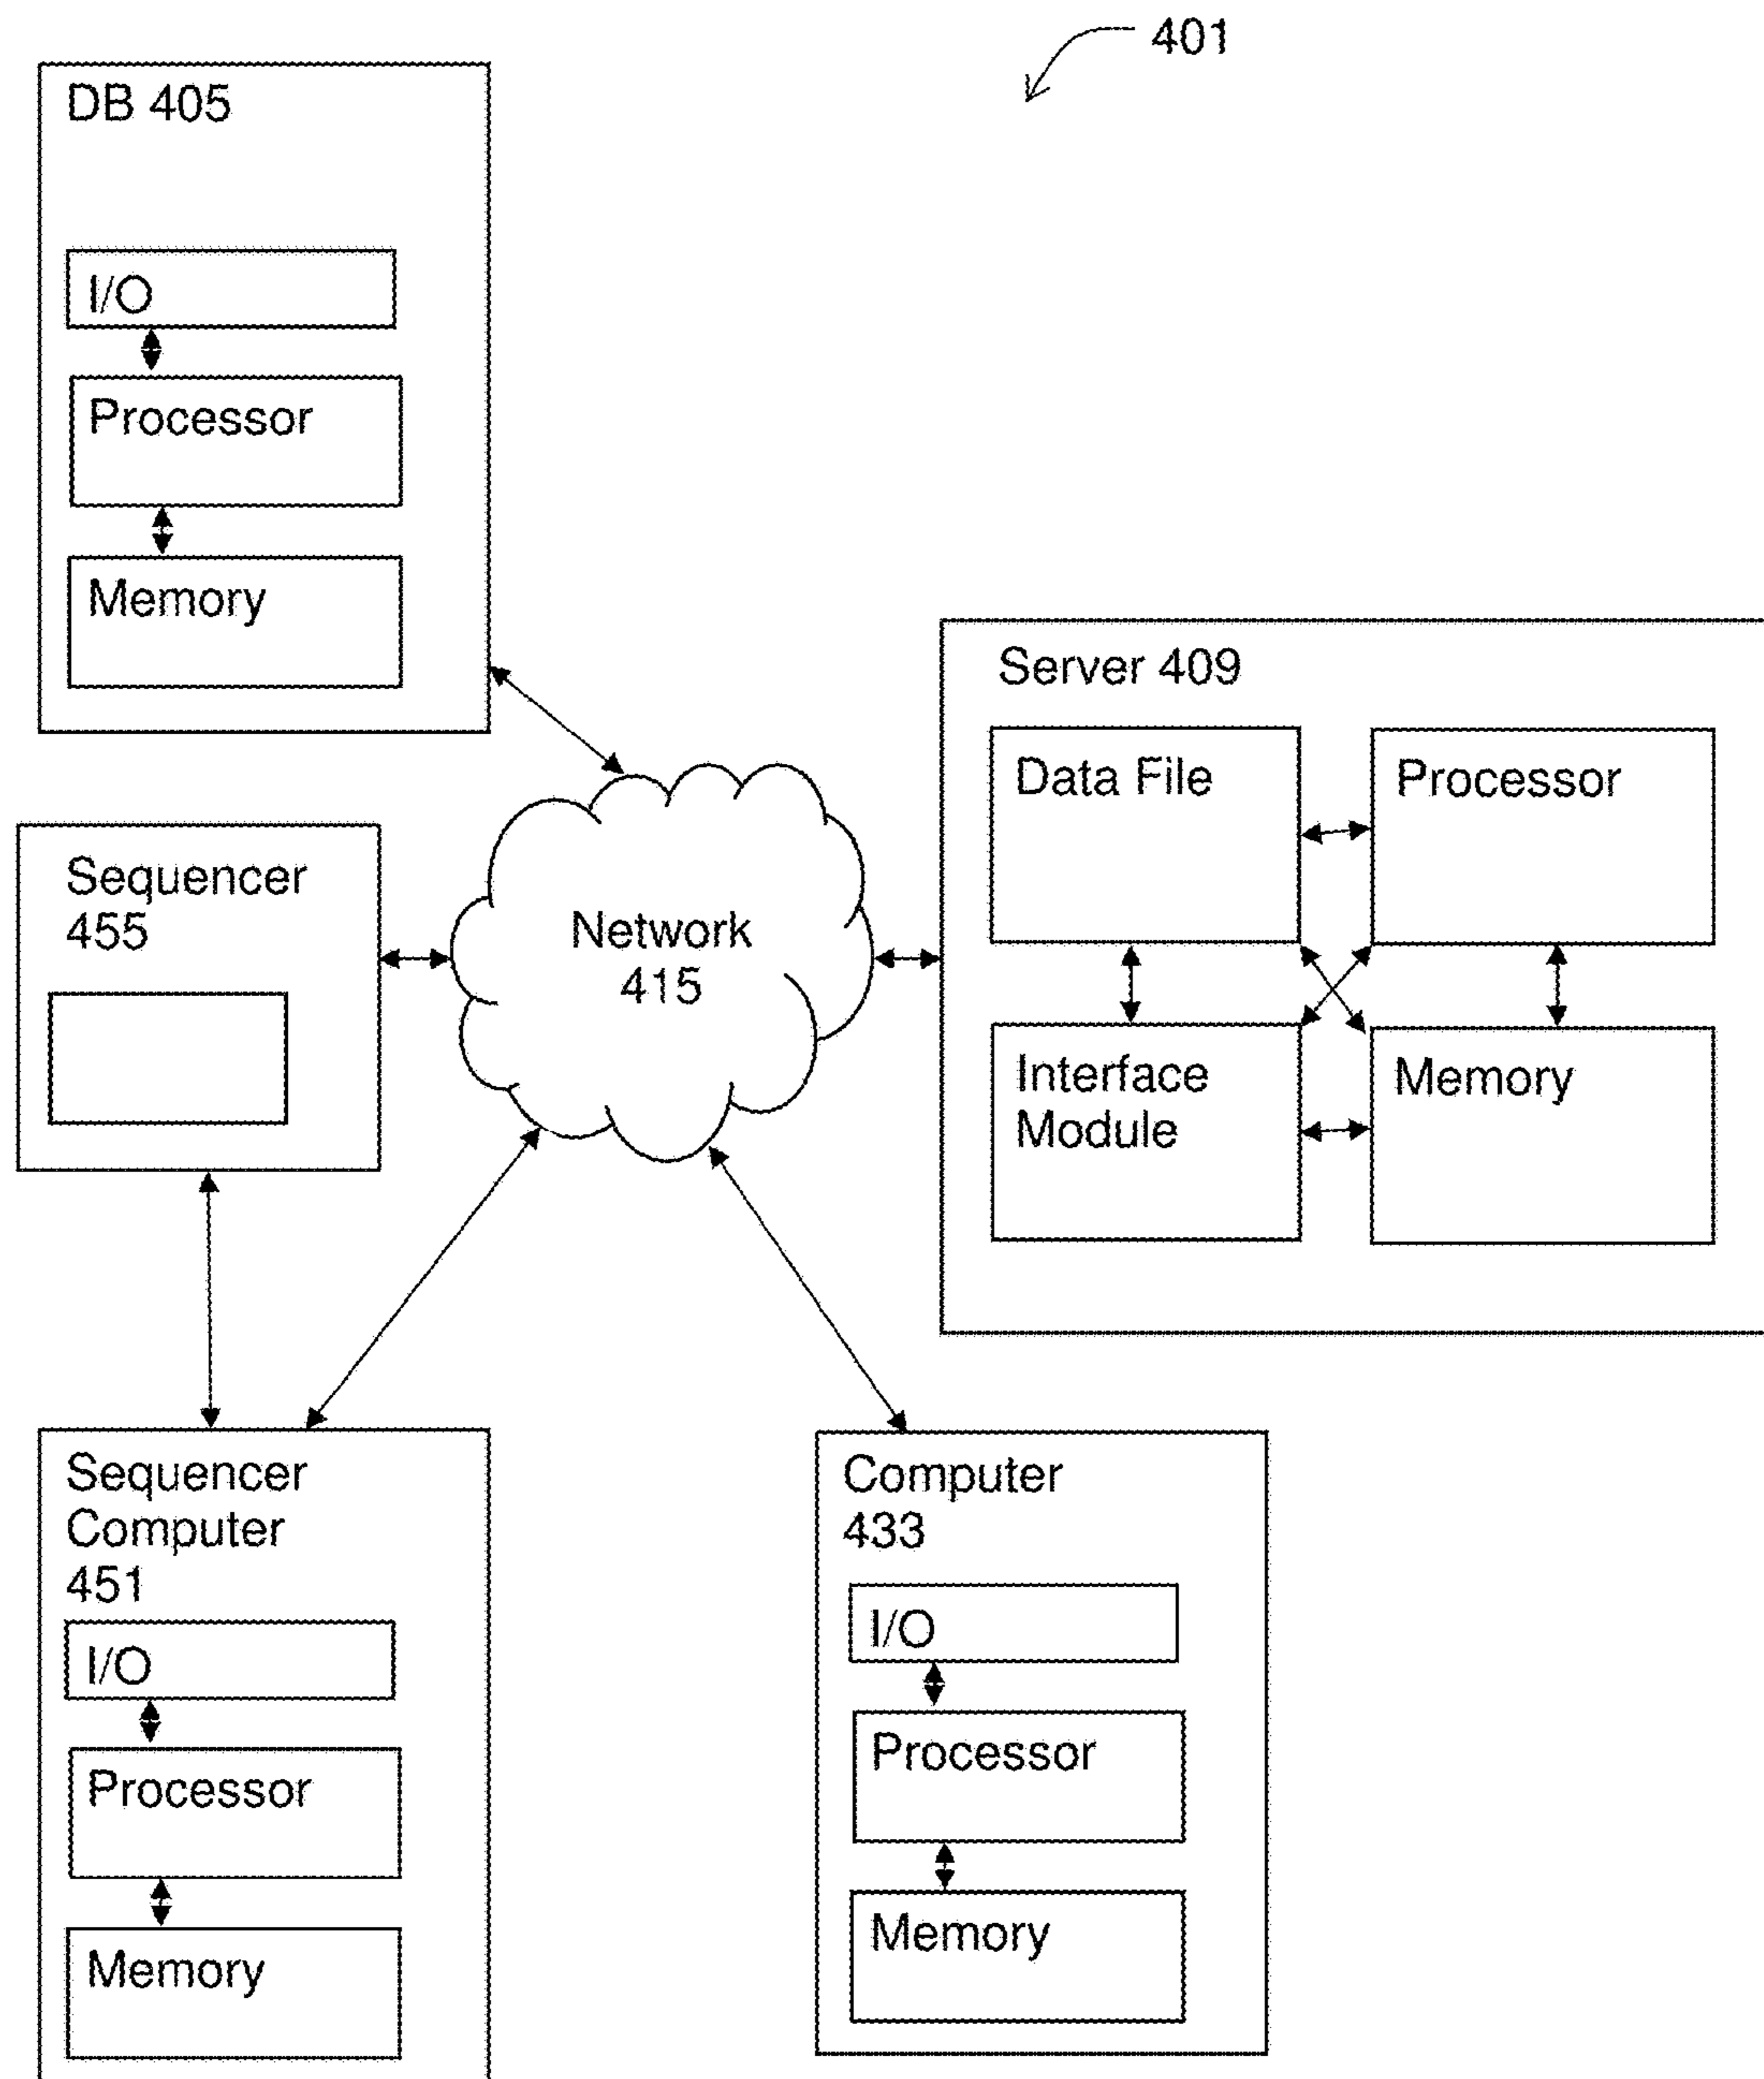 401
DB 405
I/O
Processor
Memory
Server 409
Data File
Processor
Interface
Module
Memory
Sequencer
455
Network
415
Sequencer
Computer
451
I/O
Processor
Memory
Computer
433
I/O
Processor
Memory